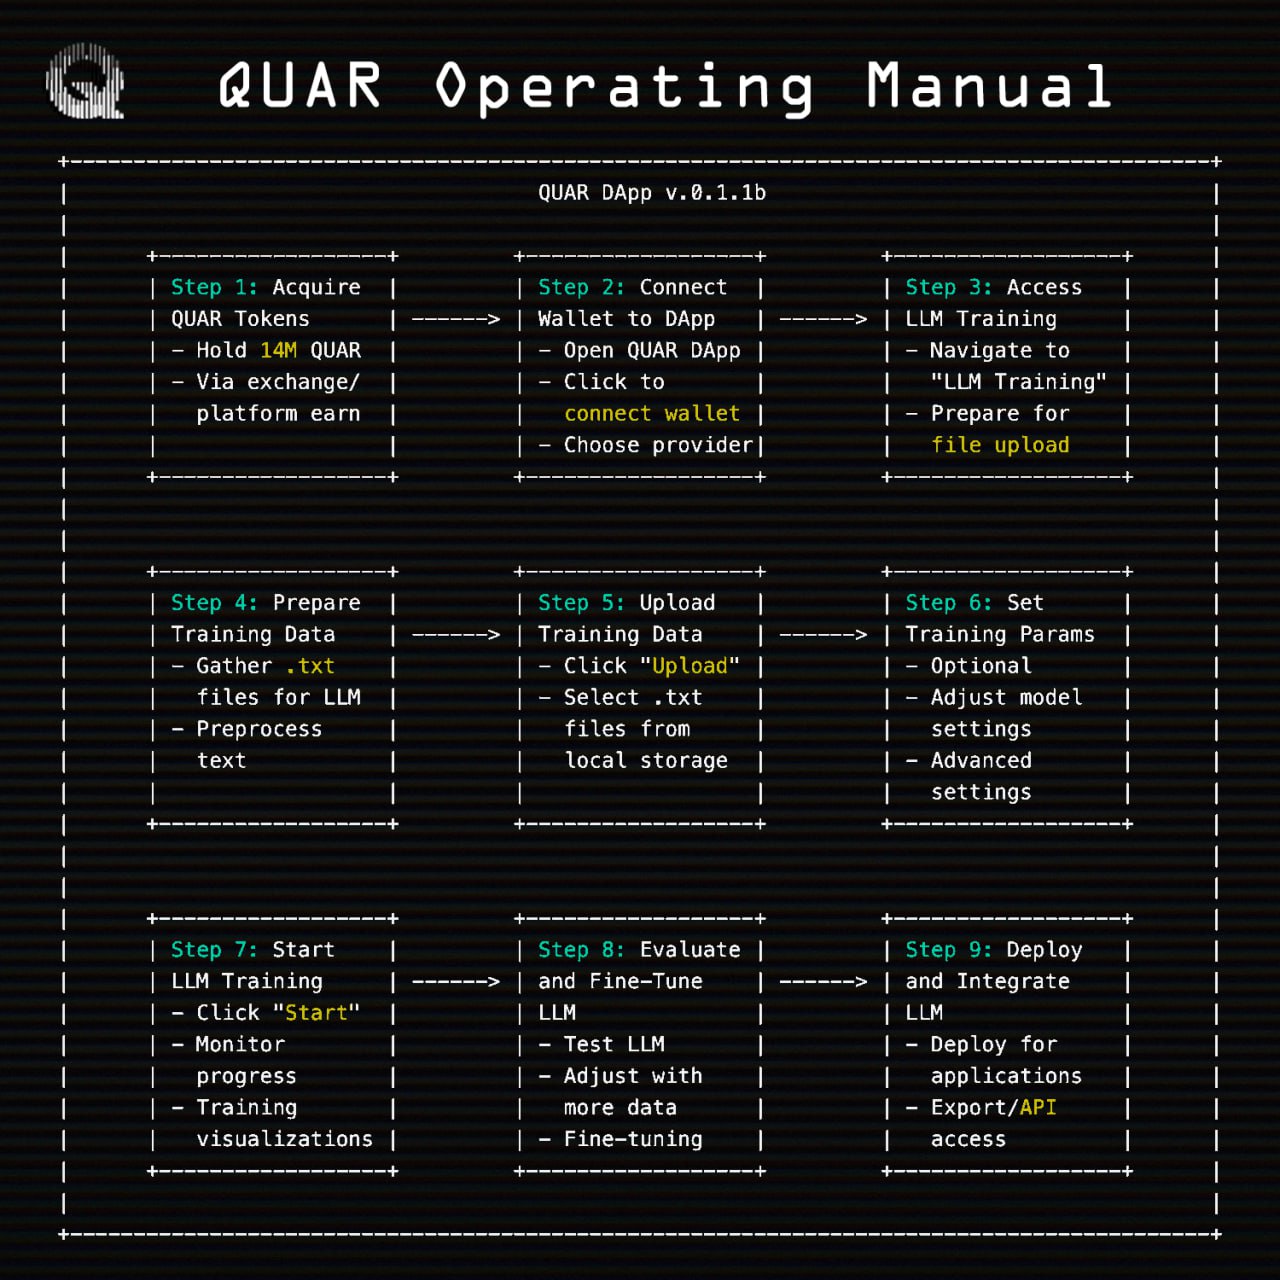 QUAR Operating Manual
QUAR DApp v.0.1.1b
Step 1: Acquire
QUAR Tokens
- Hold 14M QUAR
- Via exchange/
platform earn
------>
Step 2: Connect
Wallet to DApp
- Open QUAR DApp
- Click to
connect wallet
- Choose provider
------>
Step 3: Access
LLM Training
- Navigate to
"LLM Training"
- Prepare for
file upload
Step 4: Prepare
Training Data
- Gather .txt
files for LLM
- Preprocess
text
------>
Step 5: Upload
Training Data
- Click "Upload"
- Select .txt
files from
local storage
------>
Step 6: Set
Training Params
- Optional
- Adjust model
settings
- Advanced
settings
Step 7: Start
LLM Training
- Click "Start"
- Monitor
progress
- Training
visualizations
------>
Step 8: Evaluate
and Fine-Tune
LLM
- Test LLM
- Adjust with
more data
- Fine-tuning
------>
Step 9: Deploy
and Integrate
LLM
- Deploy for
applications
- Export/API
access